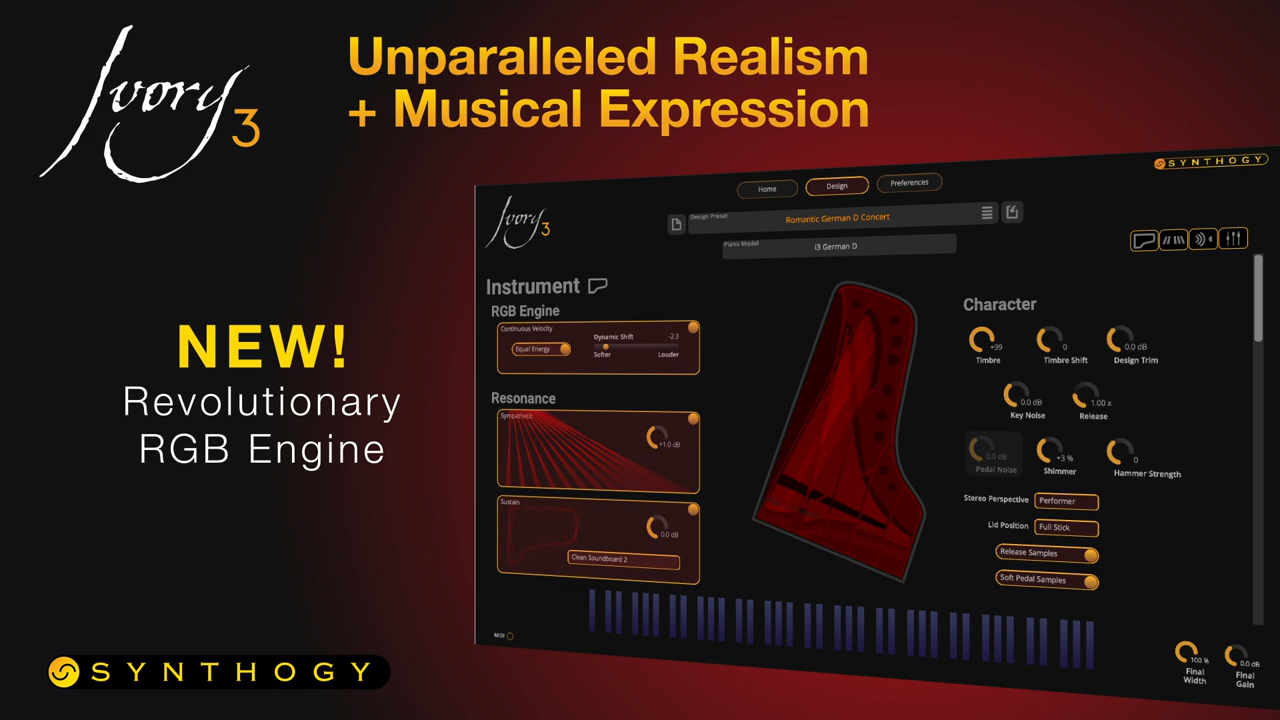 Ivory 3
Unparalleled Realism
+ Musical Expression
NEW!
Revolutionary
RGB Engine
SYNTHOGY
SYNTHOGY
Home
Design
Preferences
Ivory 3
Design Preset
Romantic German D Concert
Piano Model
i3 German D
Instrument
RGB Engine
Continuous Velocity
Equal Energy
Dynamic Shift
-2.3
Softer
Louder
Resonance
Sympathetic
+1.0 dB
Sustain
0.0 dB
Clean Soundboard 2
Character
+99
Timbre
0
Timbre Shift
0.0 dB
Design Trim
0.0 dB
Key Noise
1.00 x
Release
0.0 dB
Pedal Noise
+3 %
Shimmer
0
Hammer Strength
Stereo Perspective
Performer
Lid Position
Full Stick
Release Samples
Soft Pedal Samples
MIDI
100 %
Final
Width
0.0 dB
Final
Gain